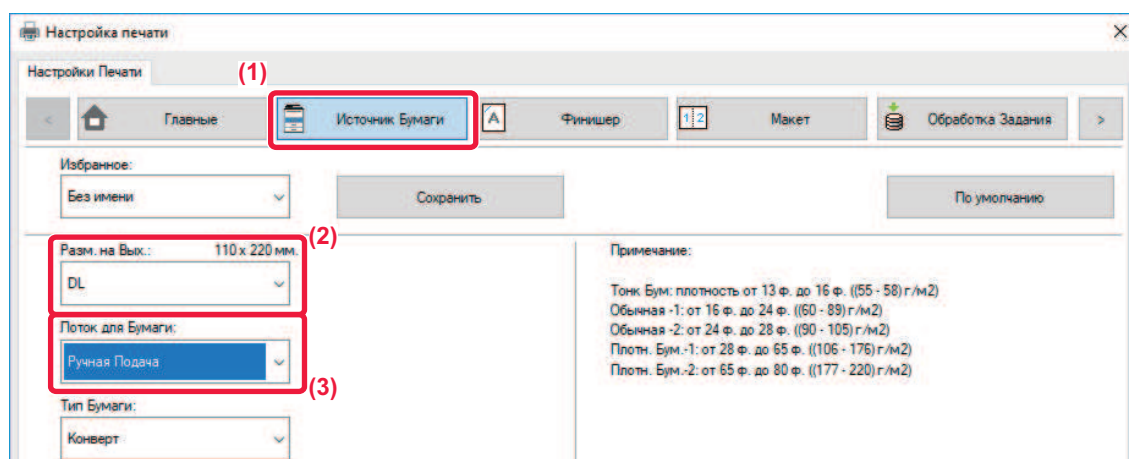 Настройка печати
Настройки Печати
(1)
<
Главные
Источник Бумаги
A
Финишер
1 2
Макет
Обработка Задания
>
Избранное:
Без имени
Сохранить
По умолчанию
Разм. на Вых.: 110 x 220 мм.
(2)
DL
Поток для Бумаги:
Ручная Подача
(3)
Тип Бумаги:
Конверт
Примечание:
Тонк Бум: плотность от 13 ф. до 16 ф. ((55 - 58) г/м2)
Обычная -1: от 16 ф. до 24 ф. ((60 - 89) г/м2)
Обычная -2: от 24 ф. до 28 ф. ((90 - 105) г/м2)
Плотн. Бум.-1: от 28 ф. до 65 ф. ((106 - 176) г/м2)
Плотн. Бум.-2: от 65 ф. до 80 ф. ((177 - 220) г/м2)